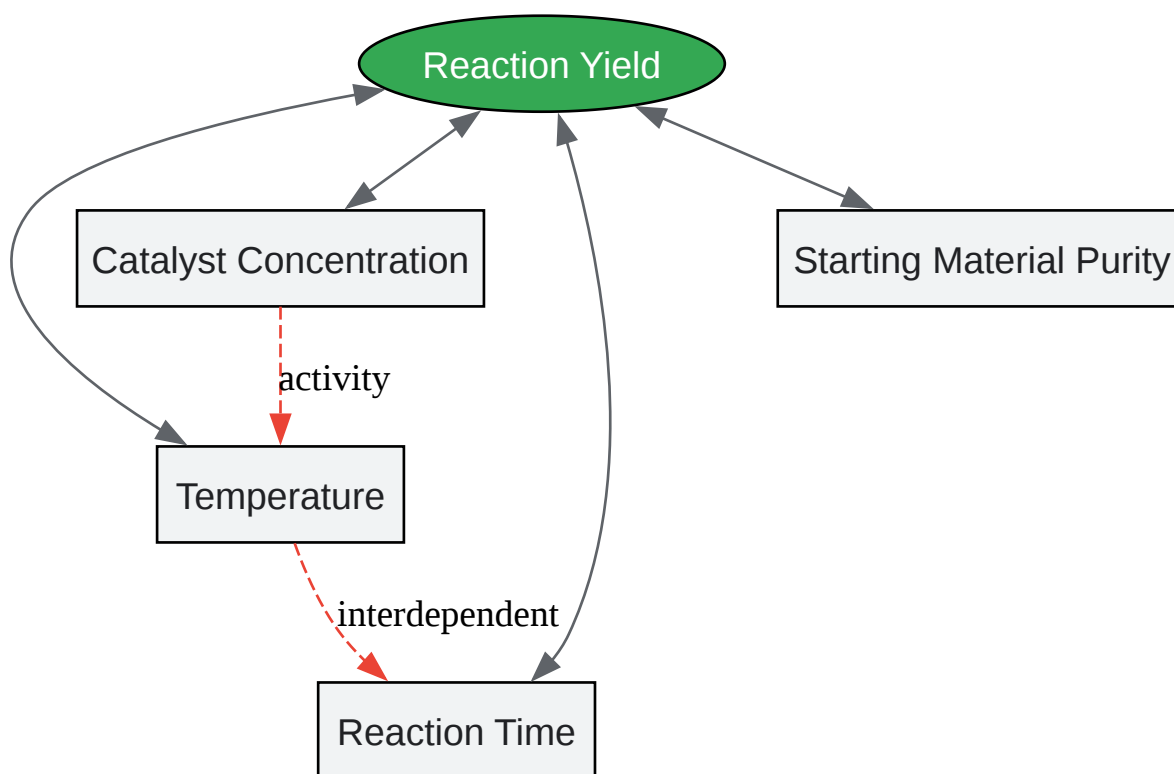 Reaction Yield
Catalyst Concentration
Starting Material Purity
activity
Temperature
interdependent
Reaction Time